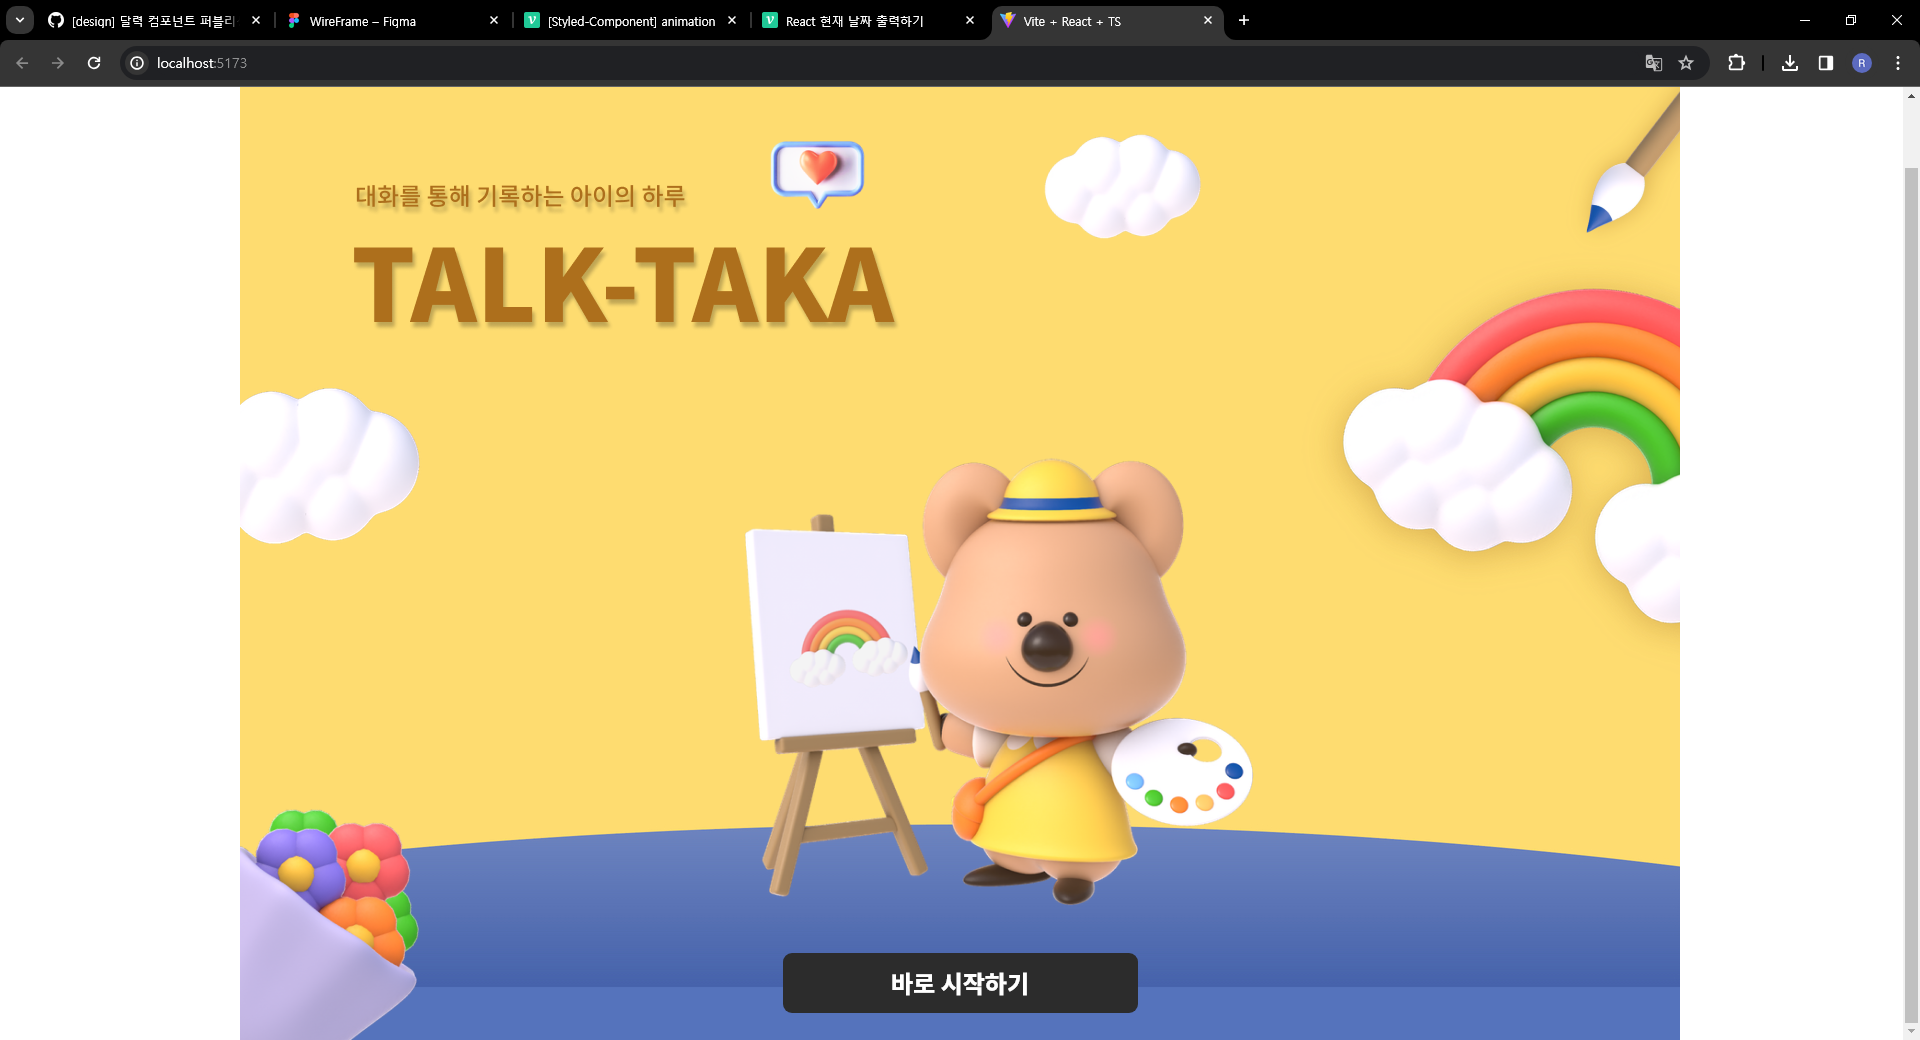 [design] 달력 컴포넌트 퍼블리
WireFrame – Figma
[Styled-Component] animation
React 현재 날짜 출력하기
Vite + React + TS
localhost:5173
R
대화를 통해 기록하는 아이의 하루
TALK-TAKA
바로 시작하기